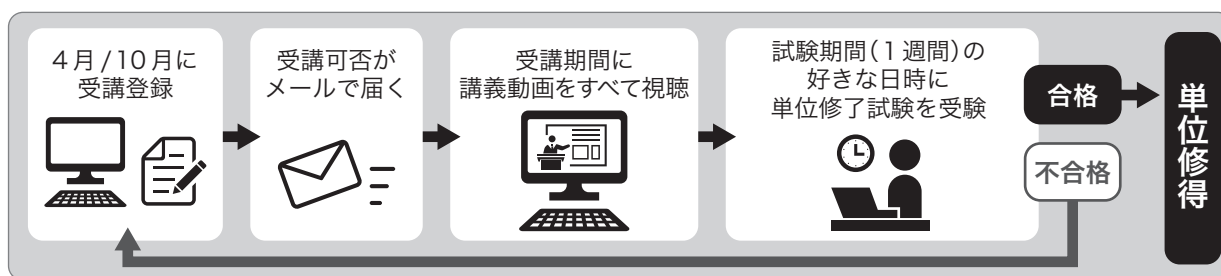 4月/10月に
受講登録
受講可否が
メールで届く
受講期間に
講義動画をすべて視聴
試験期間(1週間)の
好きな日時に
単位修了試験を受験
合格
不合格
単位修得